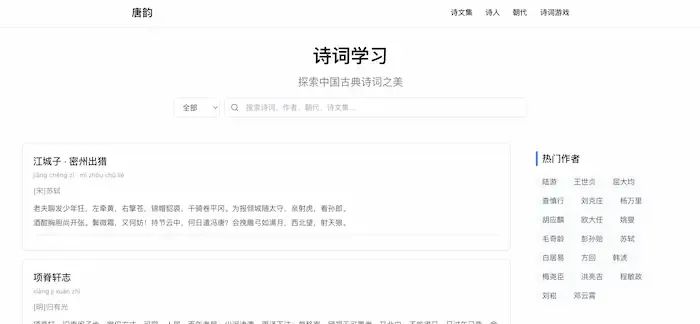 唐韵
诗文集 诗人 朝代 诗词游戏
诗词学习
探索中国古典诗词之美
全部
搜索诗词、作者、朝代、诗文集...
江城子 · 密州出猎
jiāng chéng zǐ · mì zhōu chū liè
[宋]苏轼
老夫聊发少年狂，左牵黄，右擎苍，锦帽貂裘，千骑卷平冈。为报倾城随太守，亲射虎，看孙郎。
酒酣胸胆尚开张。鬓微霜，又何妨！持节云中，何日遣冯唐？会挽雕弓如满月，西北望，射天狼。
项脊轩志
xiàng jǐ xuān zhì
[明]归有光
热门作者
陆游 王世贞 屈大均
查慎行 刘克庄 杨万里
胡应麟 欧大任 姚燮
毛奇龄 彭孙贻 苏轼
白居易 方回 韩淲
梅尧臣 洪亮吉 程敏政
刘崧 邓云霄